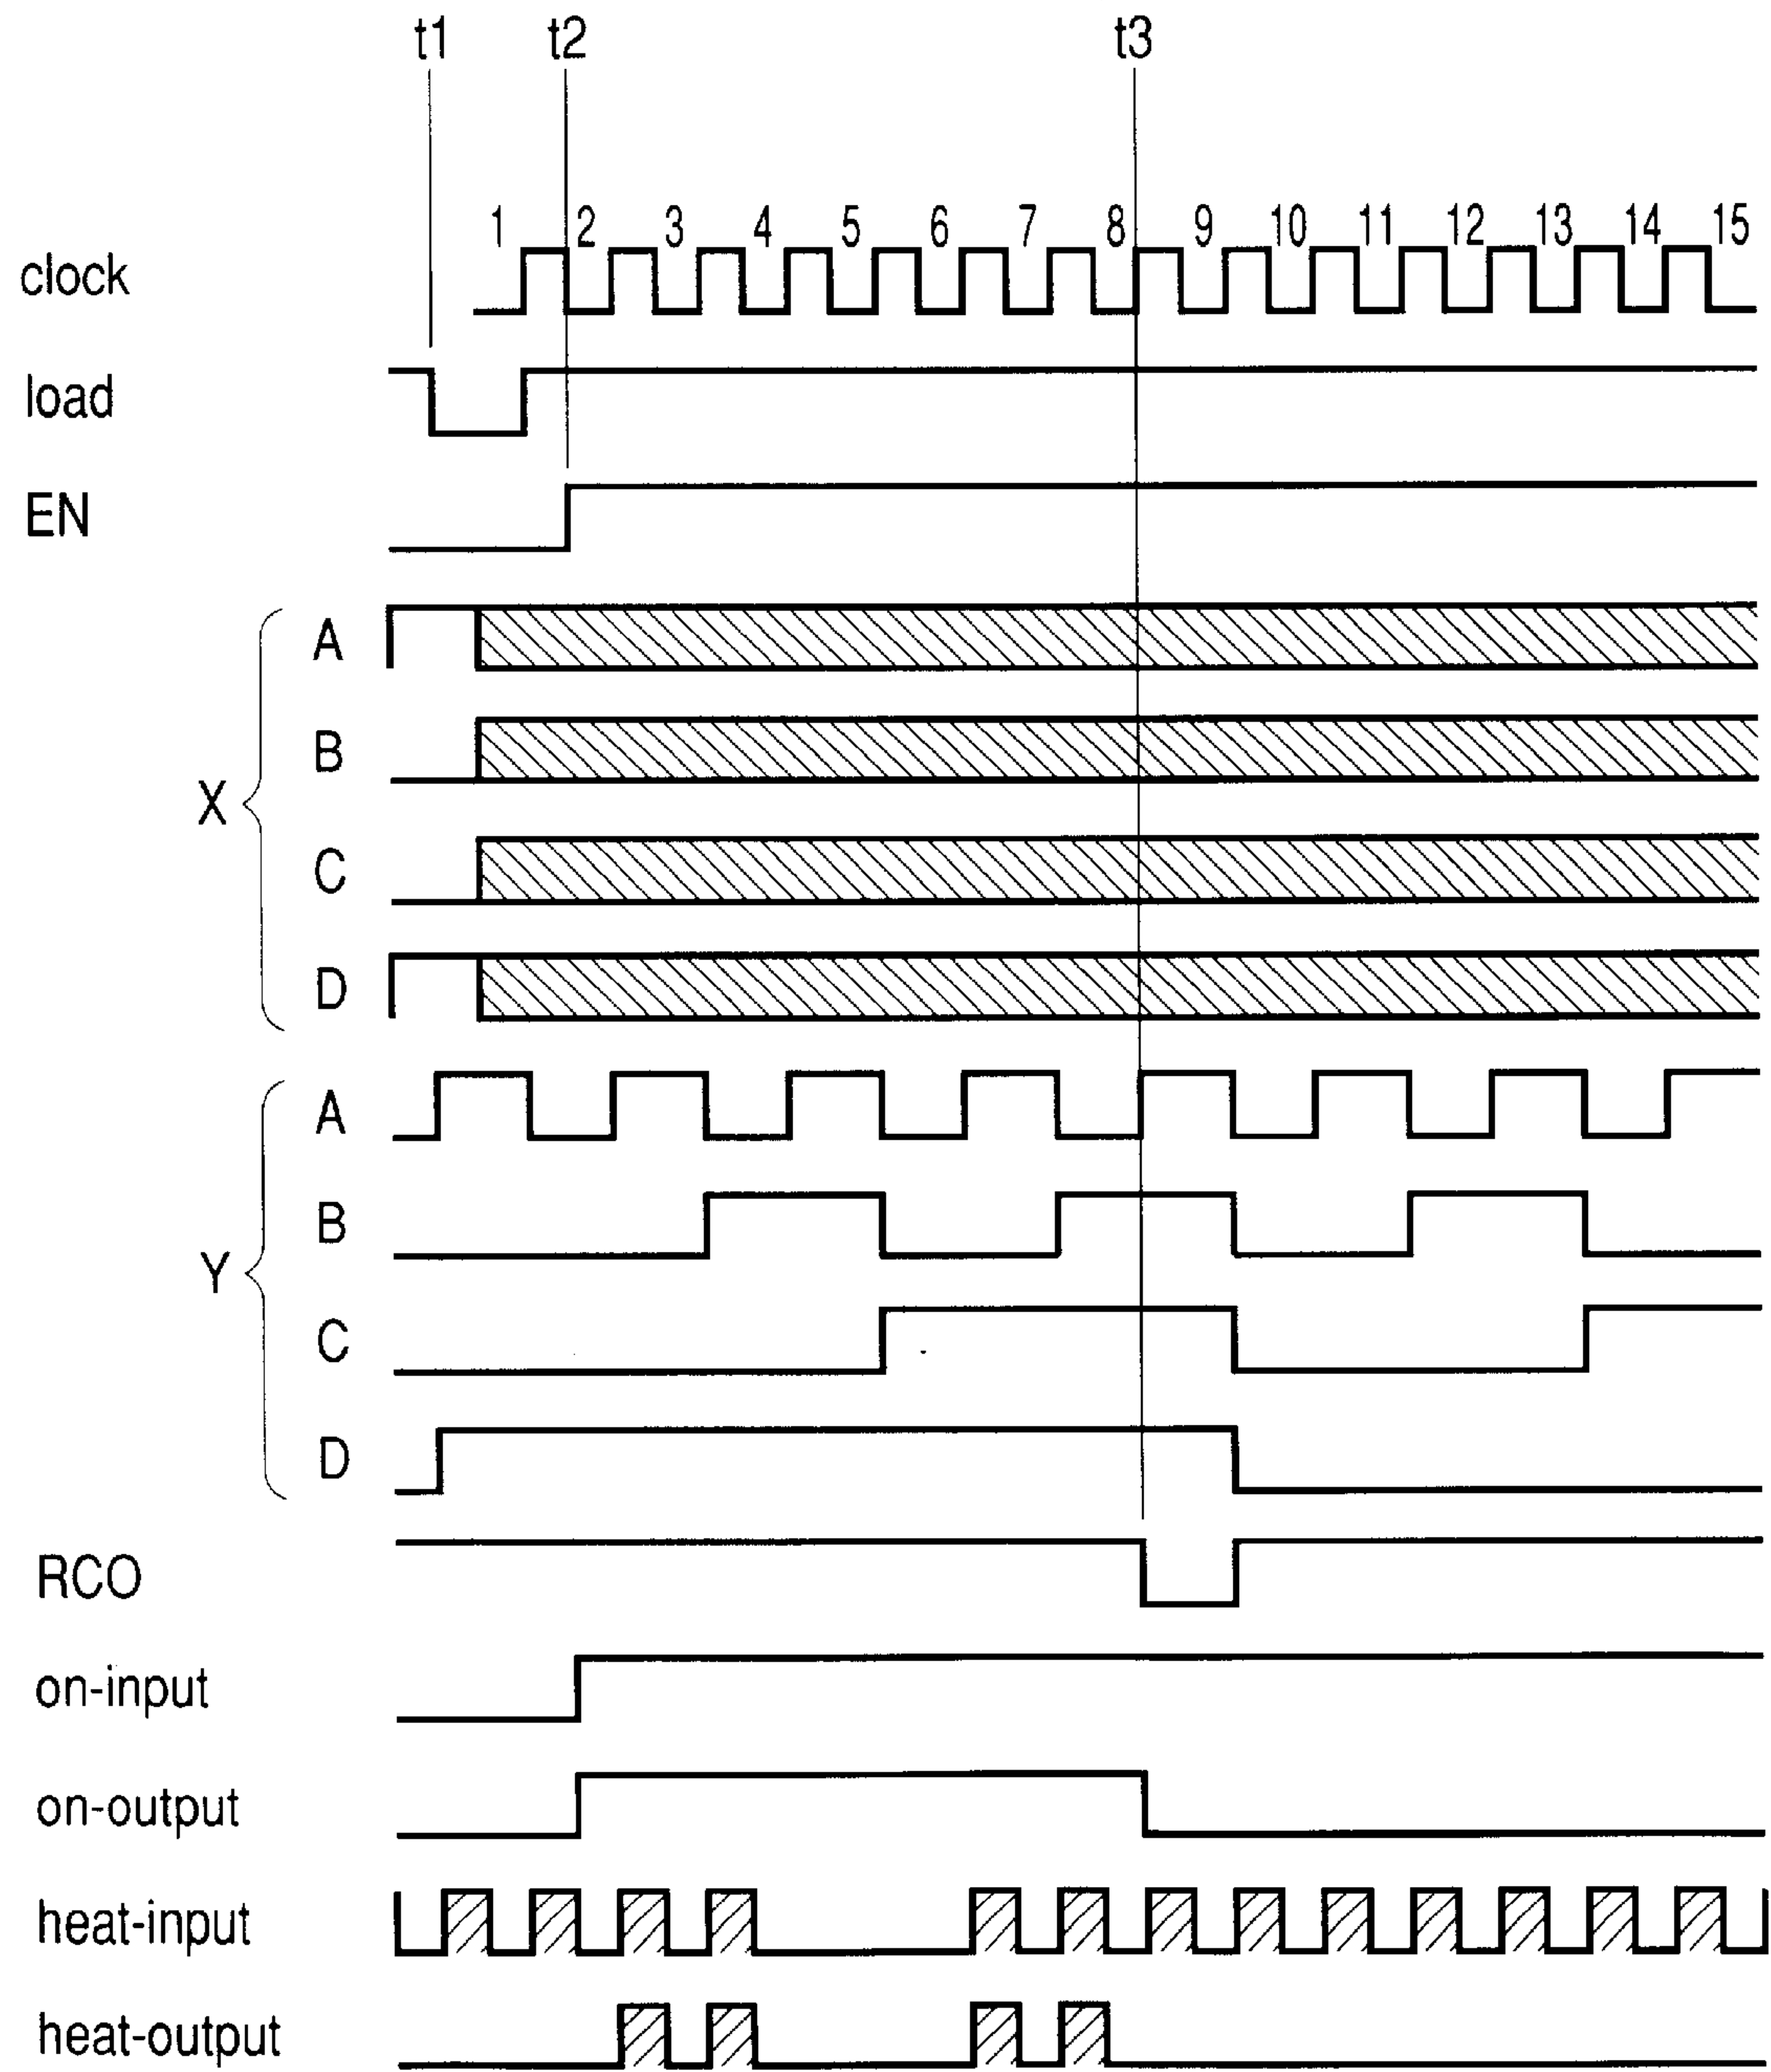 t1 t2 t3
1 2 3 4 5 6 7 8 9 10 11 12 13 14 15
clock
load
EN
X
A
B
C
D
Y
A
B
C
D
RCO
on-input
on-output
heat-input
heat-output